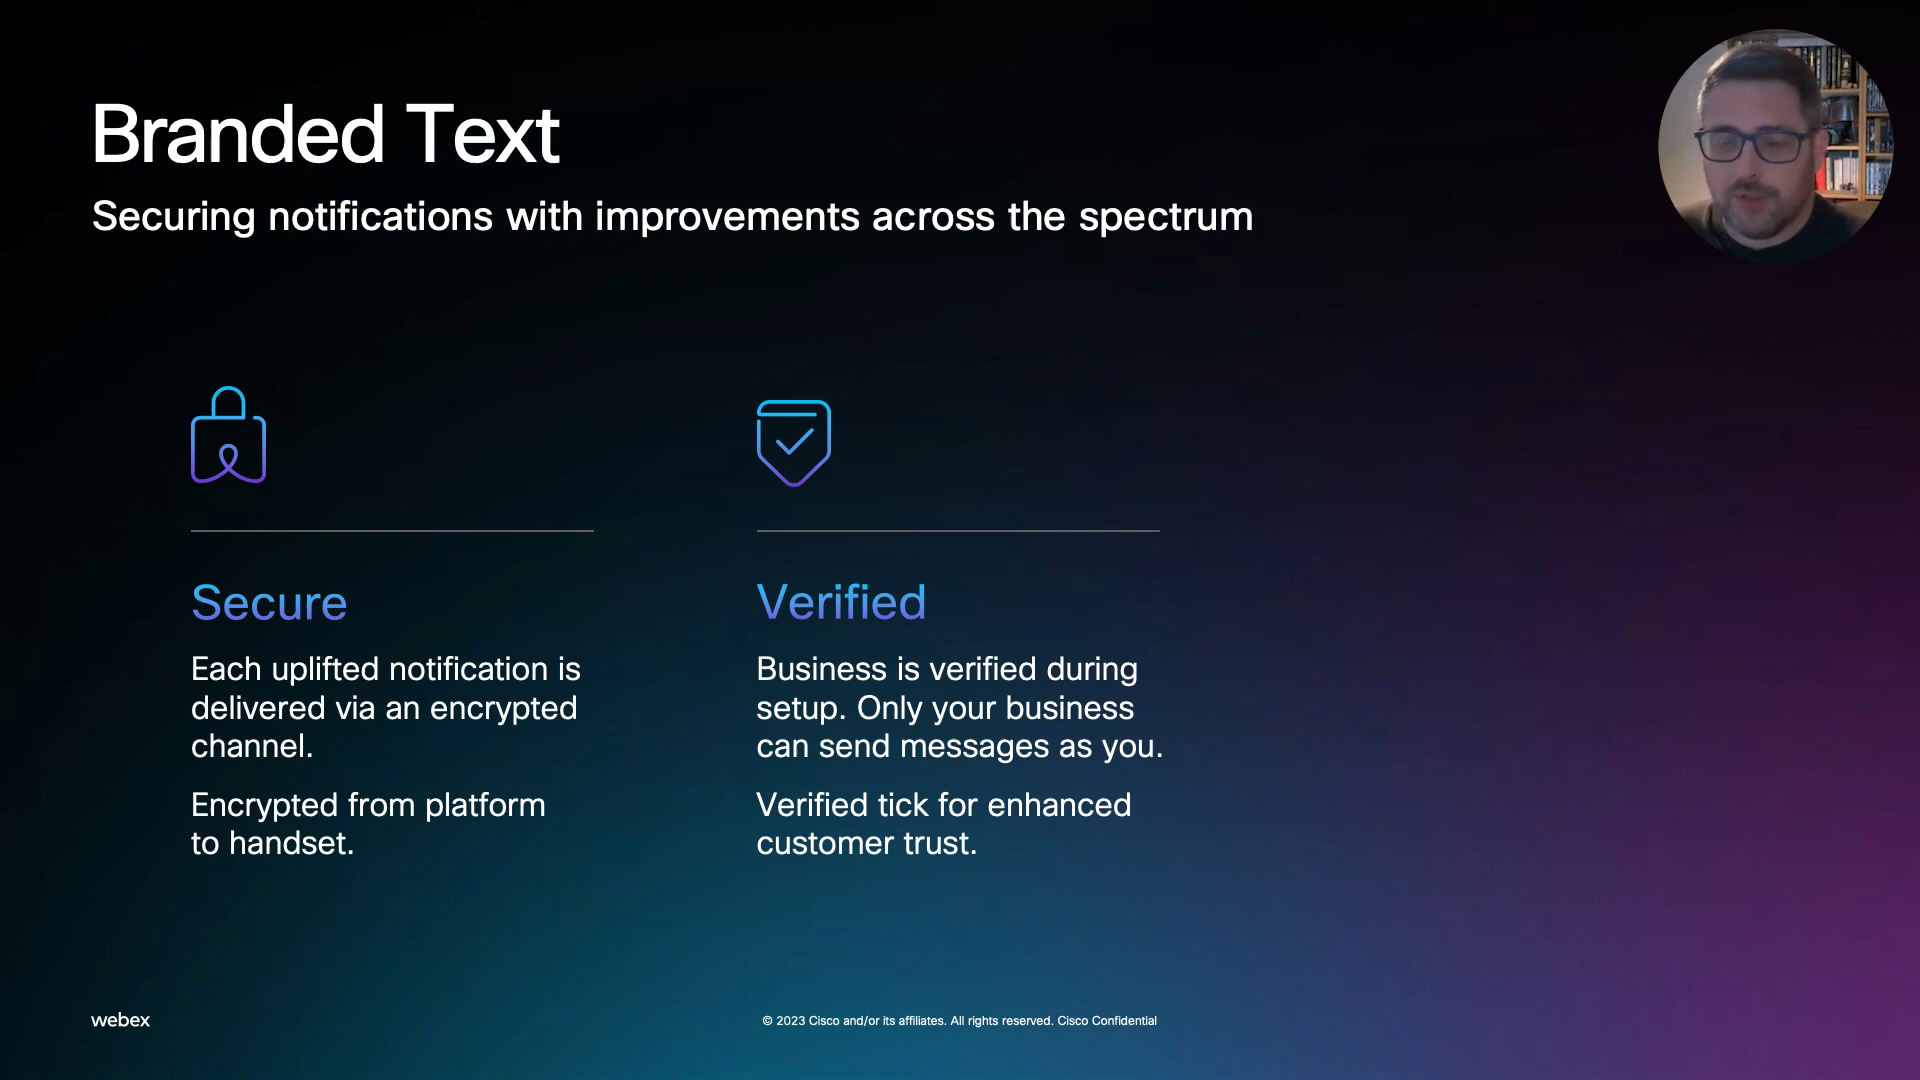 Branded Text
Securing notifications with improvements across the spectrum
Secure
Each uplifted notification is
delivered via an encrypted
channel.
Encrypted from platform
to handset.
Verified
Business is verified during
setup. Only your business
can send messages as you.
Verified tick for enhanced
customer trust.
webex
© 2023 Cisco and/or its affiliates. All rights reserved. Cisco Confidential